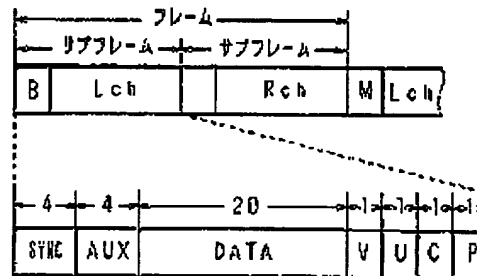 フレーム
サブフレーム サブフレーム
B Lch Rch M Lch
4 4 20 1 1 1 1
SYNC AUX DATA V U C P